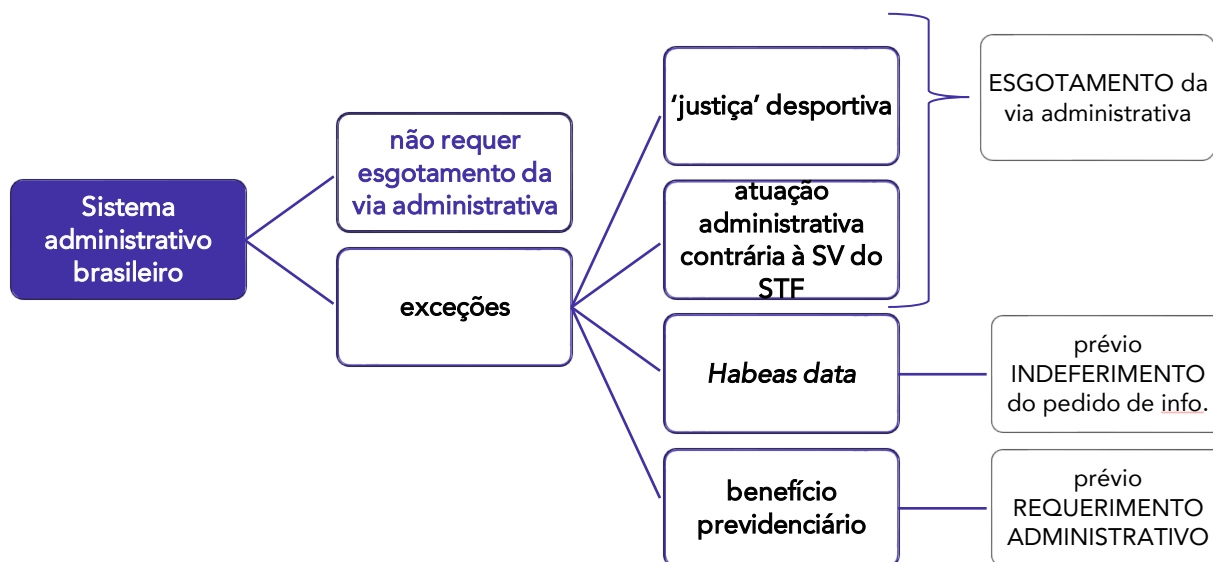 Sistema
administrativo
brasileiro
não requer
esgotamento da
via administrativa
exceções
‘justiça’ desportiva
atuação
administrativa
contrária à SV do
STF
ESGOTAMENTO da
via administrativa
Habeas data
prévio
INDEFERIMENTO
do pedido de info.
benefício
previdenciário
prévio
REQUERIMENTO
ADMINISTRATIVO